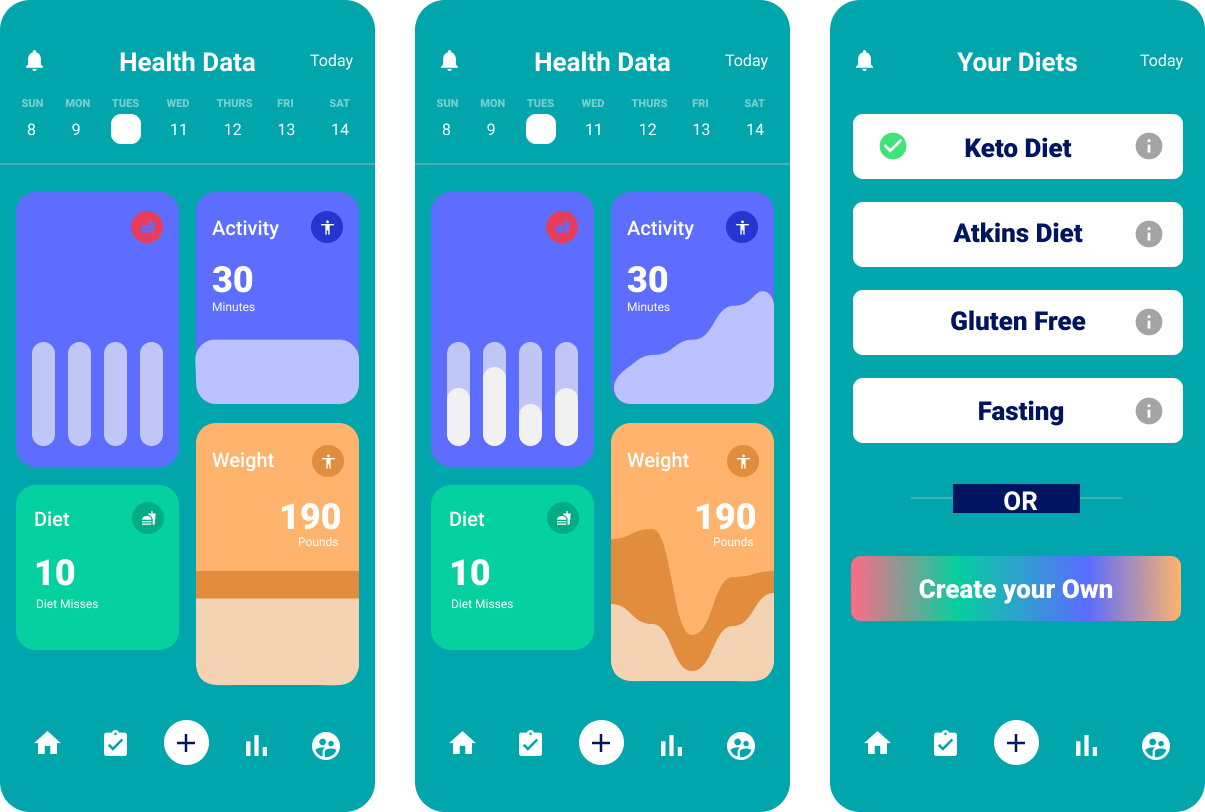 Health Data
Today
SUN MON TUES WED THURS FRI SAT
8 9 11 12 13 14
Activity
30
Minutes
Weight
190
Pounds
Diet
10
Diet Misses
Health Data
Today
SUN MON TUES WED THURS FRI SAT
8 9 11 12 13 14
Activity
30
Minutes
Weight
190
Pounds
Diet
10
Diet Misses
Your Diets
Today
Keto Diet
Atkins Diet
Gluten Free
Fasting
OR
Create your Own